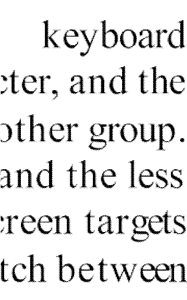 keyboard
cter, and the
other group.
and the less
creen targets
tch between